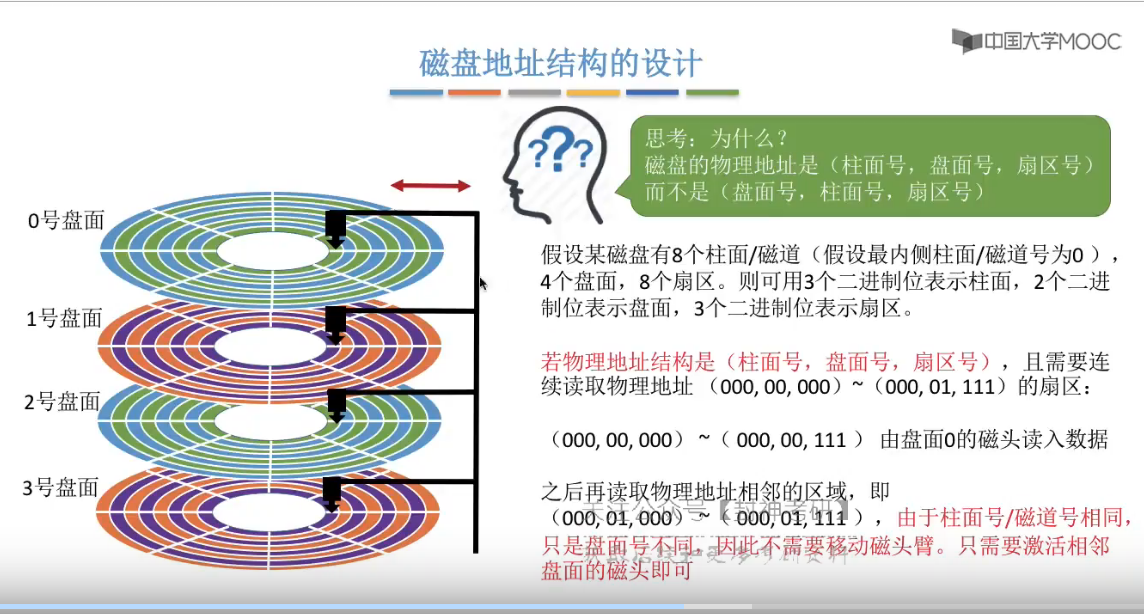 中国大学MOOC
磁盘地址结构的设计
???
思考：为什么？
磁盘的物理地址是（柱面号，盘面号，扇区号）
而不是（盘面号，柱面号，扇区号）
0号盘面
1号盘面
2号盘面
3号盘面
假设某磁盘有8个柱面/磁道（假设最内侧柱面/磁道号为0），
4个盘面，8个扇区。则可用3个二进制位表示柱面，2个二进
制位表示盘面，3个二进制位表示扇区。
若物理地址结构是（柱面号，盘面号，扇区号），且需要连
续读取物理地址（000, 00, 000）~（000, 01, 111）的扇区：
（000, 00, 000）~（000, 00, 111）由盘面0的磁头读入数据
之后再读取物理地址相邻的区域，即
（000, 01, 000）~（000, 01, 111），由于柱面号/磁道号相同，
只是盘面号不同，因此不需要移动磁头臂。只需要激活相邻
盘面的磁头即可
关注公众号【封神考研】